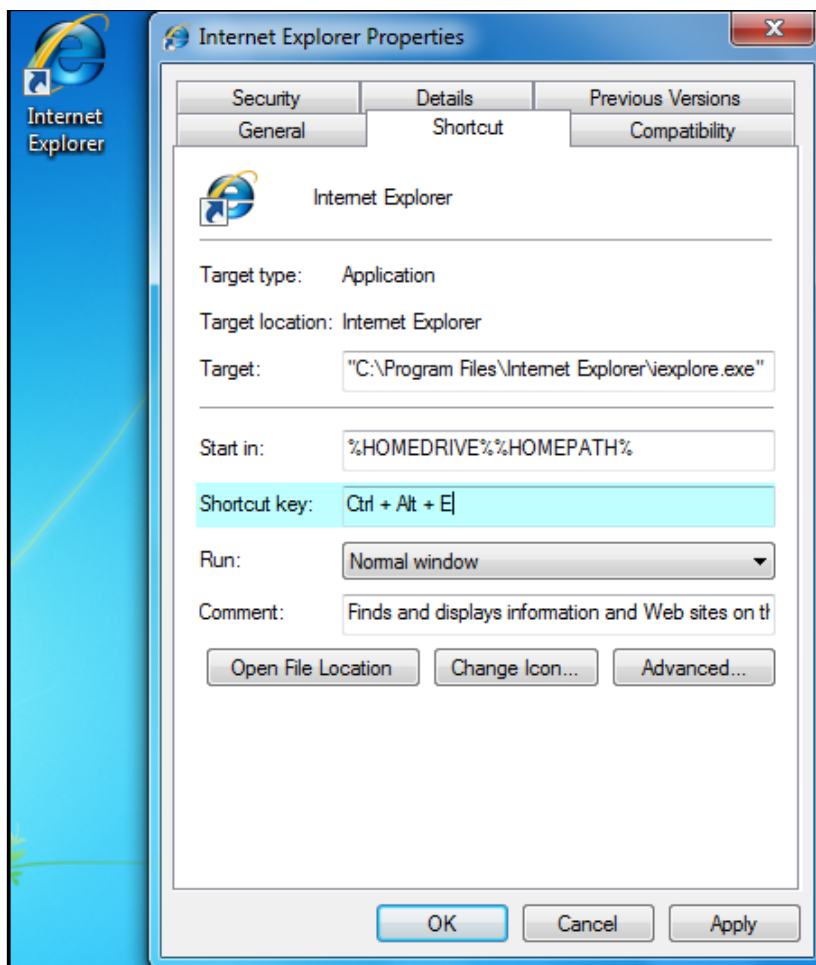 Internet Explorer Properties
Internet
Explorer
Security Details Previous Versions
General Shortcut Compatibility
Internet Explorer
Target type: Application
Target location: Internet Explorer
Target: "C:\Program Files\Internet Explorer\iexplore.exe"
Start in: %HOMEDRIVE%%HOMEPATH%
Shortcut key: Ctrl + Alt + E
Run: Normal window
Comment: Finds and displays information and Web sites on th
Open File Location Change Icon... Advanced...
OK Cancel Apply